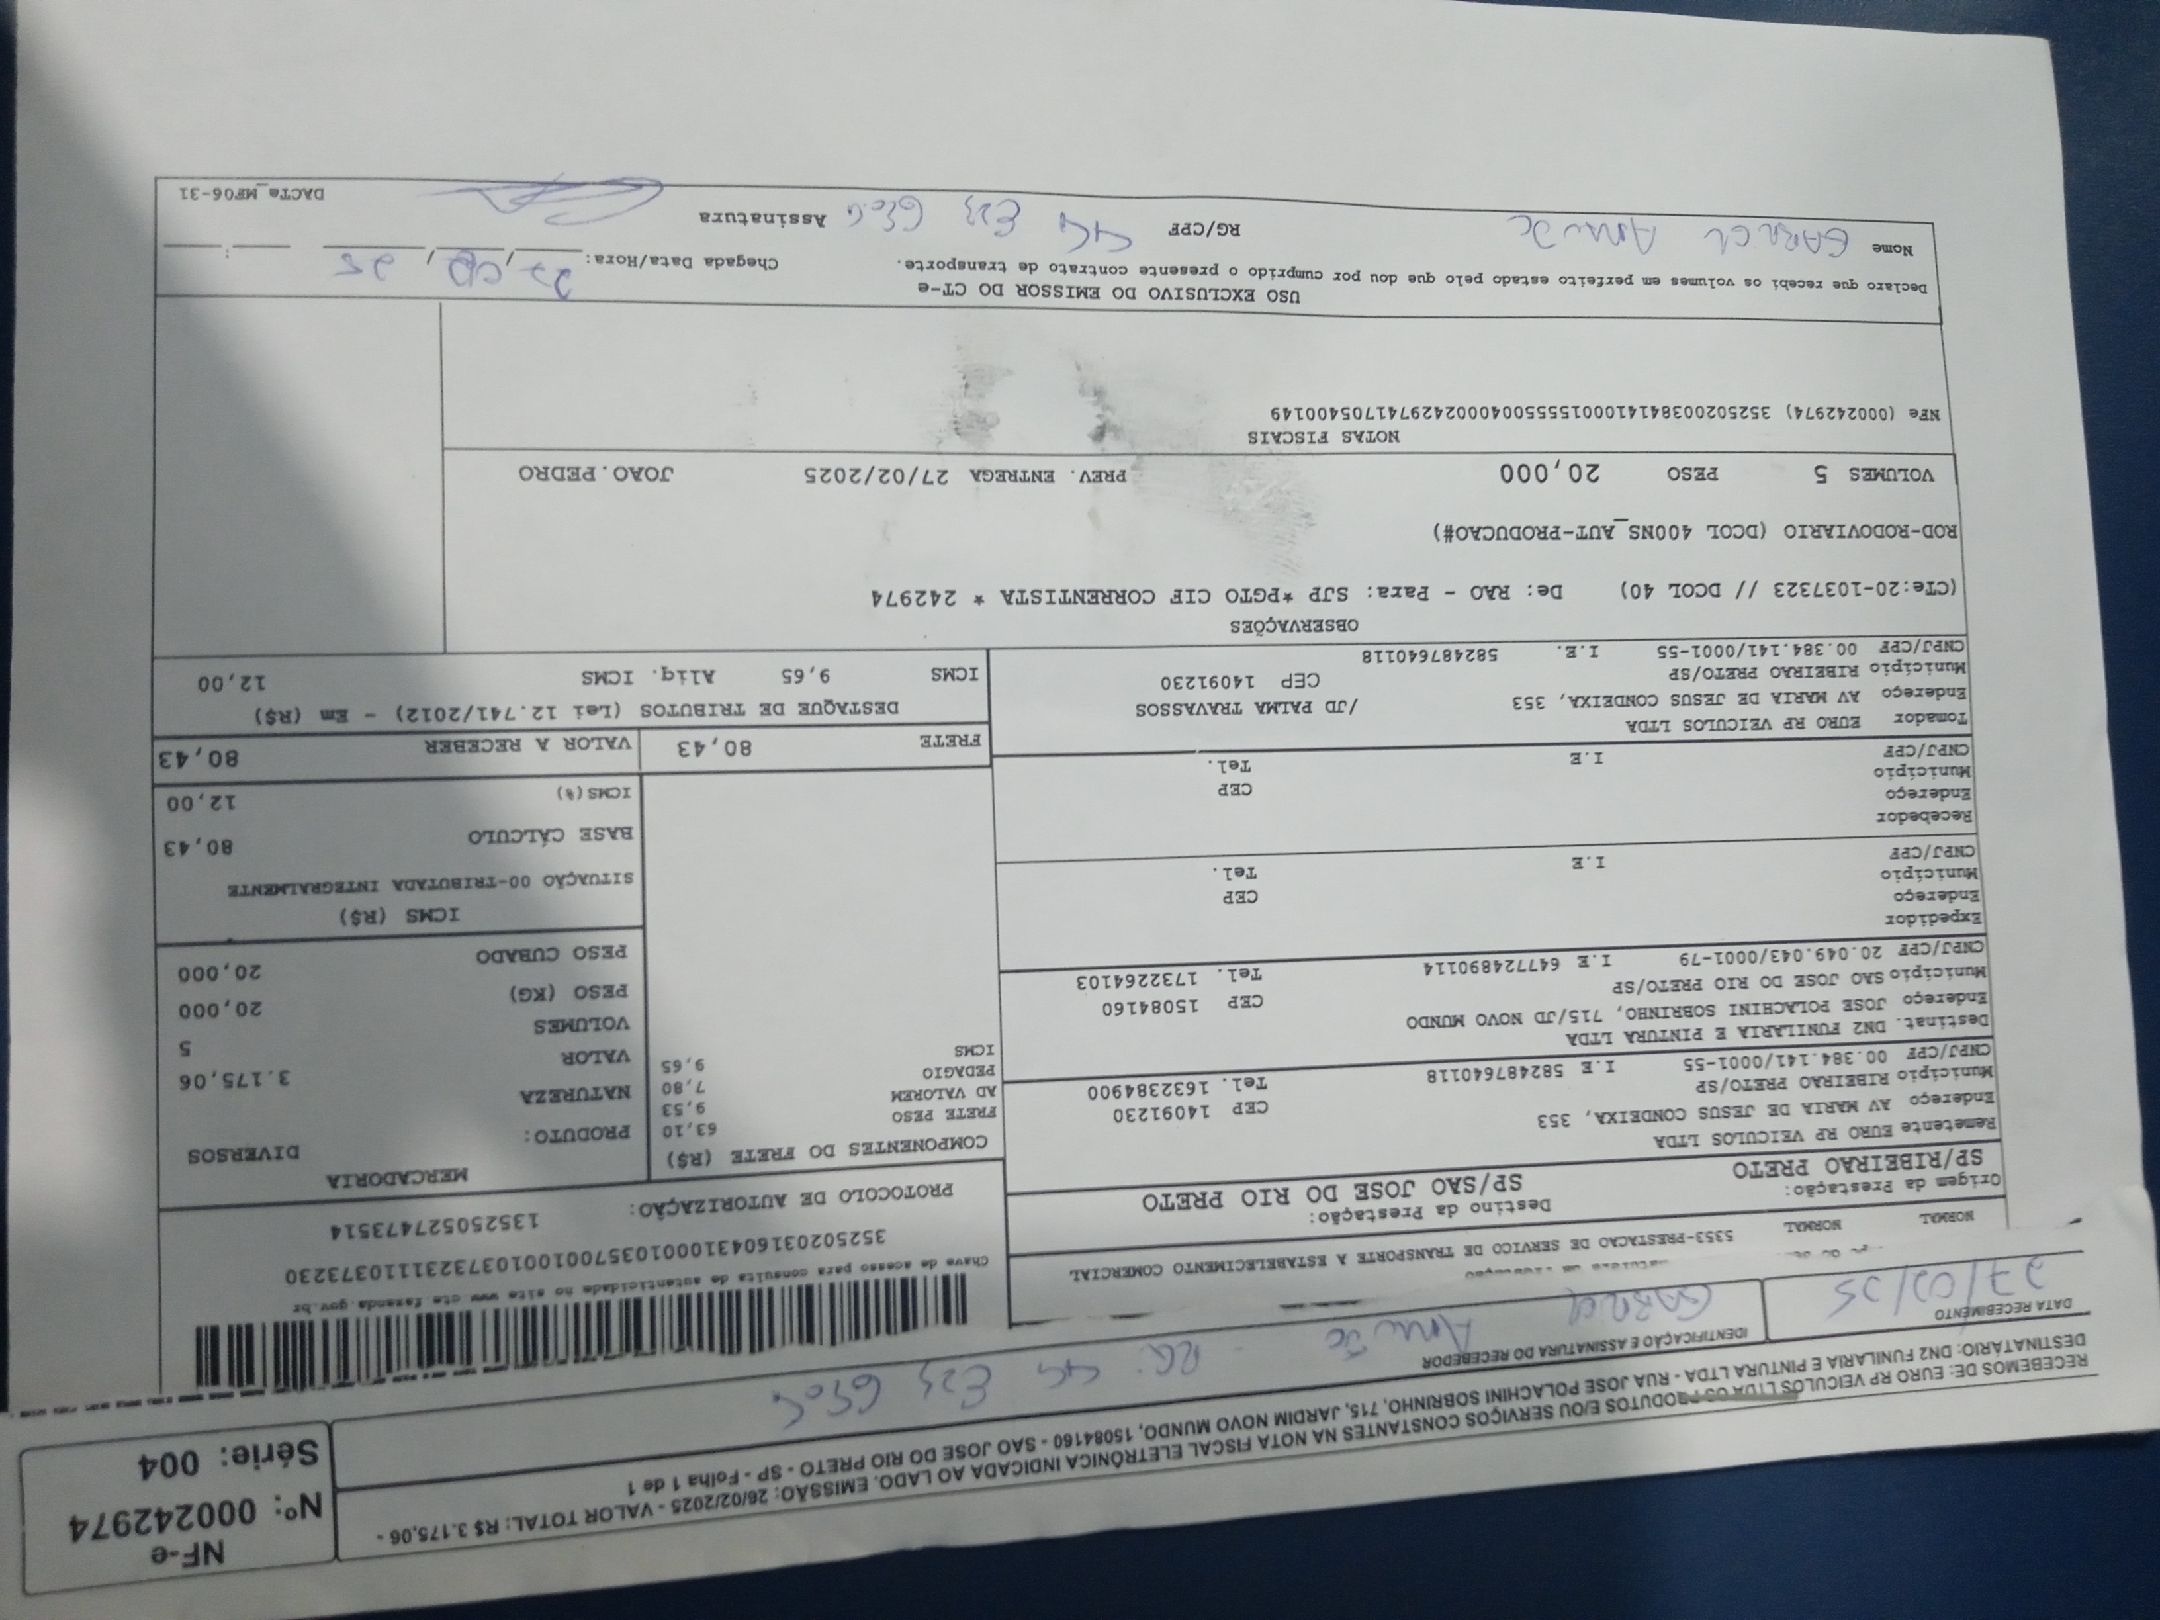 RECEBEMOS DE: EURO RP VEICULOS LTDA OS PRODUTOS E/OU SERVIÇOS CONSTANTES NA NOTA FISCAL ELETRÔNICA INDICADA AO LADO. EMISSÃO: 26/02/2025 - VALOR TOTAL: R$ 3.175,06 -
DESTINATÁRIO: DN2 FUNILARIA E PINTURA LTDA - RUA JOSE POLACHINI SOBRINHO, 715, JARDIM NOVO MUNDO, 15084160 - SAO JOSE DO RIO PRETO - SP - Folha 1 de 1
NF-e
Nº: 000242974
Série: 004
DATA RECEBIMENTO
27/02/25
IDENTIFICAÇÃO E ASSINATURA DO RECEBEDOR
RG: 44
NORMAL NORMAL 5353-PRESTACAO DE SERVICO DE TRANSPORTE A ESTABELECIMENTO COMERCIAL
Origem da Prestação:
SP/RIBEIRAO PRETO
Destino da Prestação:
SP/SAO JOSE DO RIO PRETO
Remetente EURO RP VEICULOS LTDA
Endereço AV MARIA DE JESUS CONDEIXA, 353 CEP 14091230
Município RIBEIRAO PRETO/SP Tel. 1632384900
CNPJ/CPF 00.384.141/0001-55 I.E 582487640118
Destinat. DN2 FUNILARIA E PINTURA LTDA
Endereço JOSE POLACHINI SOBRINHO, 715/JD NOVO MUNDO CEP 15084160
Município SAO JOSE DO RIO PRETO/SP Tel. 1732264103
CNPJ/CPF 20.049.043/0001-79 I.E 647724890114
Expedidor
Endereço CEP
Município Tel.
CNPJ/CPF I.E
Recebedor
Endereço CEP
Município Tel.
CNPJ/CPF I.E
Tomador EURO RP VEICULOS LTDA
Endereço AV MARIA DE JESUS CONDEIXA, 353 /JD PALMA TRAVASSOS
Município RIBEIRAO PRETO/SP CEP 14091230
CNPJ/CPF 00.384.141/0001-55 I.E. 582487640118
Chave de acesso para consulta de autenticidade no site www.cte.fazenda.gov.br
35250203160431000103570010010373231110373230
PROTOCOLO DE AUTORIZAÇÃO:
135250527473514
COMPONENTES DO FRETE (R$)
FRETE PESO 63,10
AD VALOREM 9,53
PEDAGIO 7,80
ICMS 9,65
MERCADORIA
PRODUTO: DIVERSOS
NATUREZA
VALOR 3.175,06
VOLUMES 5
PESO (KG) 20,000
PESO CUBADO 20,000
ICMS (R$)
SITUAÇÃO 00-TRIBUTADA INTEGRALMENTE
BASE CÁLCULO 80,43
ICMS(%) 12,00
FRETE 80,43
VALOR A RECEBER 80,43
DESTAQUE DE TRIBUTOS (Lei 12.741/2012) - Em (R$)
ICMS 9,65 Aliq. ICMS 12,00
OBSERVAÇÕES
(CTe:20-1037323 // DCOL 40) De: RAO - Para: SJP *PGTO CIF CORRENTISTA * 242974
ROD-RODOVIARIO (DCOL 400NS_AUT-PRODUCAO#)
VOLUMES 5 PESO 20,000 PREV. ENTREGA 27/02/2025 JOAO.PEDRO
NOTAS FISCAIS
NFe (000242974) 35250200384141000155550040002429741705400149
USO EXCLUSIVO DO EMISSOR DO CT-e
Declaro que recebi os volumes em perfeito estado pelo que dou por cumprido o presente contrato de transporte.
Chegada Data/Hora: 27, 02, 25
Nome
RG/CPF 44
Assinatura
DACTe_MF06-31